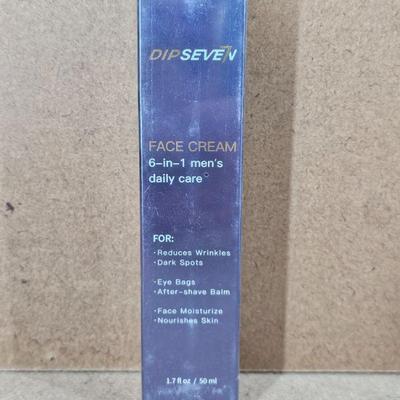 DIPSEVEN
FACE CREAM
6-in-1 men's
daily care
FOR:
·Reduces Wrinkles
·Dark Spots
·Eye Bags
·After-shave Balm
·Face Moisturize
·Nourishes Skin
1.7 fl oz / 50 ml